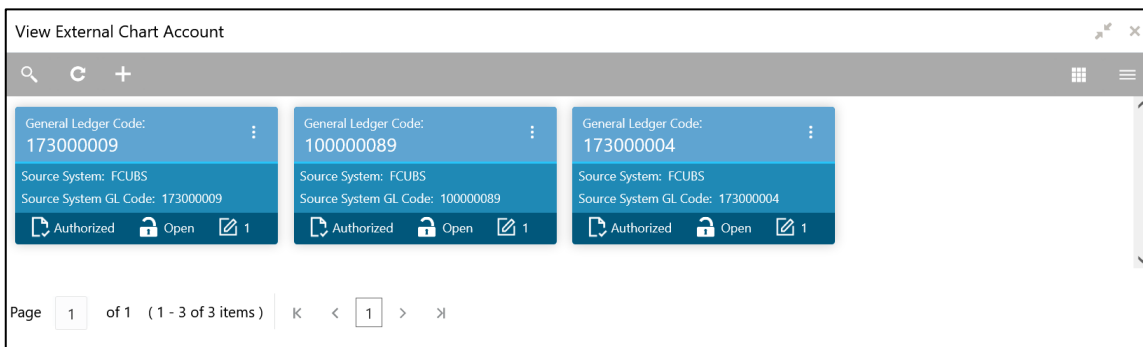 View External Chart Account
General Ledger Code:
173000009
Source System: FCUBS
Source System GL Code: 173000009
Authorized Open 1
General Ledger Code:
100000089
Source System: FCUBS
Source System GL Code: 100000089
Authorized Open 1
General Ledger Code:
173000004
Source System: FCUBS
Source System GL Code: 173000004
Authorized Open 1
Page 1 of 1 ( 1 - 3 of 3 items ) 1